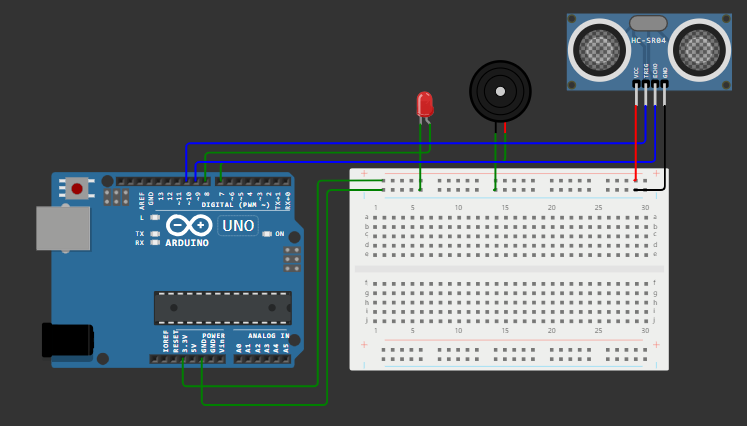 HC-SR04
VCC
TRIG
ECHO
GND
AREF
GND
13
12
~11
~10
~9
8
7
~6
~5
4
~3
2
TX→1
RX←0
DIGITAL (PWM ~)
L
TX
RX
UNO
ON
ARDUINO
IOREF
RESET
3.3V
5V
GND
GND
Vin
POWER
ANALOG IN
A0
A1
A2
A3
A4
A5
+ +
- -
1 5 10 15 20 25 30
a a
b b
c c
d d
e e
f f
g g
h h
i i
j j
1 5 10 15 20 25 30
+ +
- -